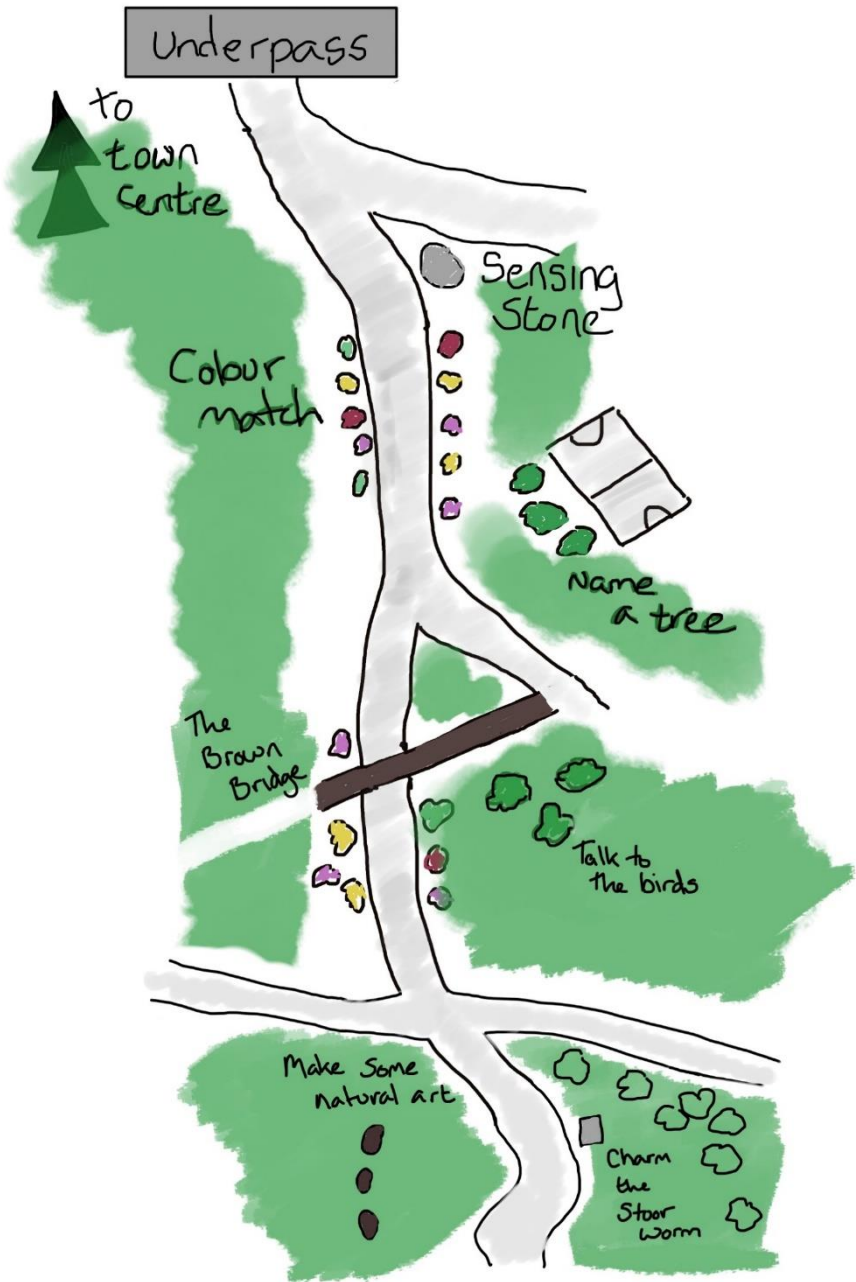 Underpass
to
town
centre
Sensing
Stone
Colour
match
Name
a tree
The
Brown
Bridge
Talk to
the birds
Make some
natural art
Charm
the
Stoor
worm